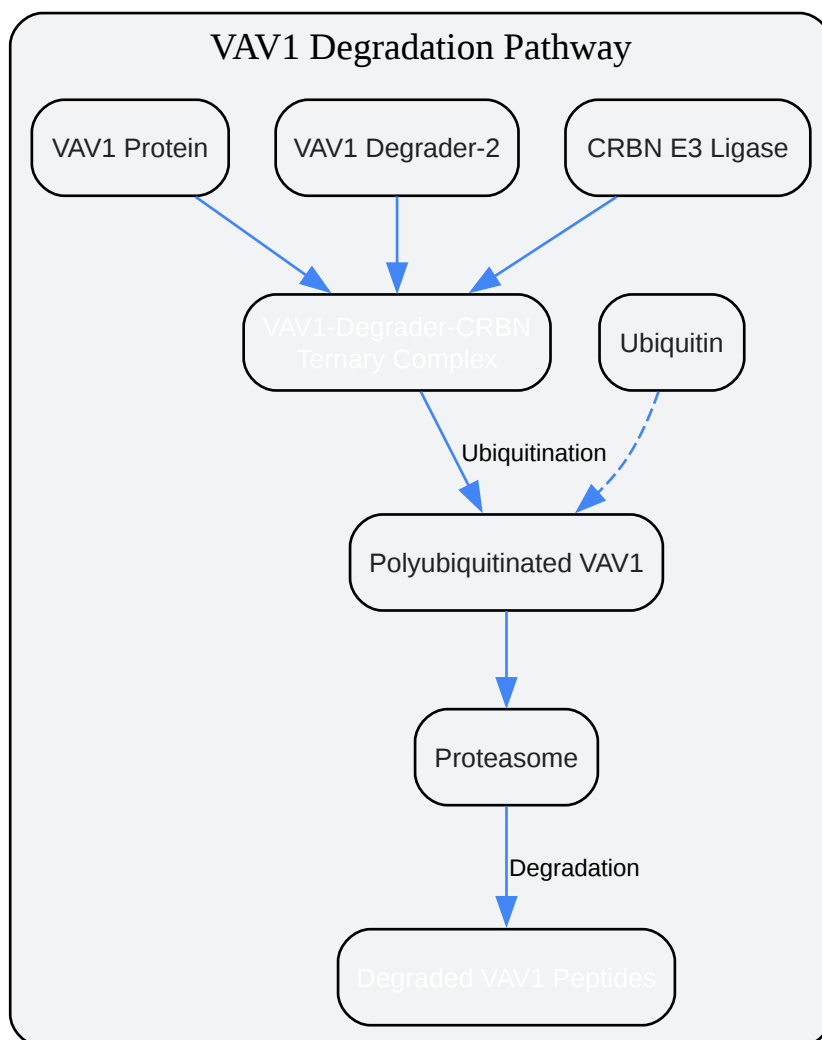 VAV1 Degradation Pathway
VAV1 Protein
VAV1 Degrader-2
CRBN E3 Ligase
VAV1-Degrader-CRBN
Ternary Complex
Ubiquitin
Ubiquitination
Polyubiquitinated VAV1
Proteasome
Degradation
Degraded VAV1 Peptides